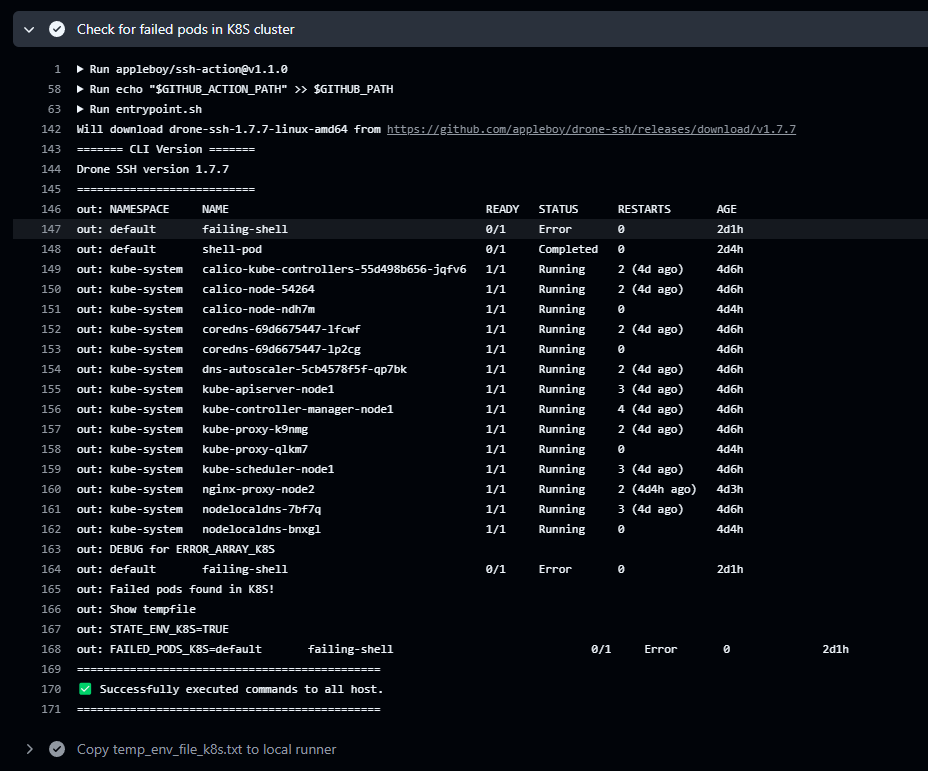 Check for failed pods in K8S cluster
1 ▶ Run appleboy/ssh-action@v1.1.0
58 ▶ Run echo "$GITHUB_ACTION_PATH" >> $GITHUB_PATH
63 ▶ Run entrypoint.sh
142 Will download drone-ssh-1.7.7-linux-amd64 from https://github.com/appleboy/drone-ssh/releases/download/v1.7.7
143 ======= CLI Version =======
144 Drone SSH version 1.7.7
145 ===========================
146 out: NAMESPACE NAME READY STATUS RESTARTS AGE
147 out: default failing-shell 0/1 Error 0 2d1h
148 out: default shell-pod 0/1 Completed 0 2d4h
149 out: kube-system calico-kube-controllers-55d498b656-jqfv6 1/1 Running 2 (4d ago) 4d6h
150 out: kube-system calico-node-54264 1/1 Running 2 (4d ago) 4d6h
151 out: kube-system calico-node-ndh7m 1/1 Running 0 4d4h
152 out: kube-system coredns-69d6675447-lfcwf 1/1 Running 2 (4d ago) 4d6h
153 out: kube-system coredns-69d6675447-lp2cg 1/1 Running 0 4d6h
154 out: kube-system dns-autoscaler-5cb4578f5f-qp7bk 1/1 Running 2 (4d ago) 4d6h
155 out: kube-system kube-apiserver-node1 1/1 Running 3 (4d ago) 4d6h
156 out: kube-system kube-controller-manager-node1 1/1 Running 4 (4d ago) 4d6h
157 out: kube-system kube-proxy-k9nmg 1/1 Running 2 (4d ago) 4d6h
158 out: kube-system kube-proxy-qlkm7 1/1 Running 0 4d4h
159 out: kube-system kube-scheduler-node1 1/1 Running 3 (4d ago) 4d6h
160 out: kube-system nginx-proxy-node2 1/1 Running 2 (4d4h ago) 4d3h
161 out: kube-system nodelocaldns-7bf7q 1/1 Running 3 (4d ago) 4d6h
162 out: kube-system nodelocaldns-bnxgl 1/1 Running 0 4d4h
163 out: DEBUG for ERROR_ARRAY_K8S
164 out: default failing-shell 0/1 Error 0 2d1h
165 out: Failed pods found in K8S!
166 out: Show tempfile
167 out: STATE_ENV_K8S=TRUE
168 out: FAILED_PODS_K8S=default failing-shell 0/1 Error 0 2d1h
169 ==============================================
170 ✅ Successfully executed commands to all host.
171 ==============================================
Copy temp_env_file_k8s.txt to local runner